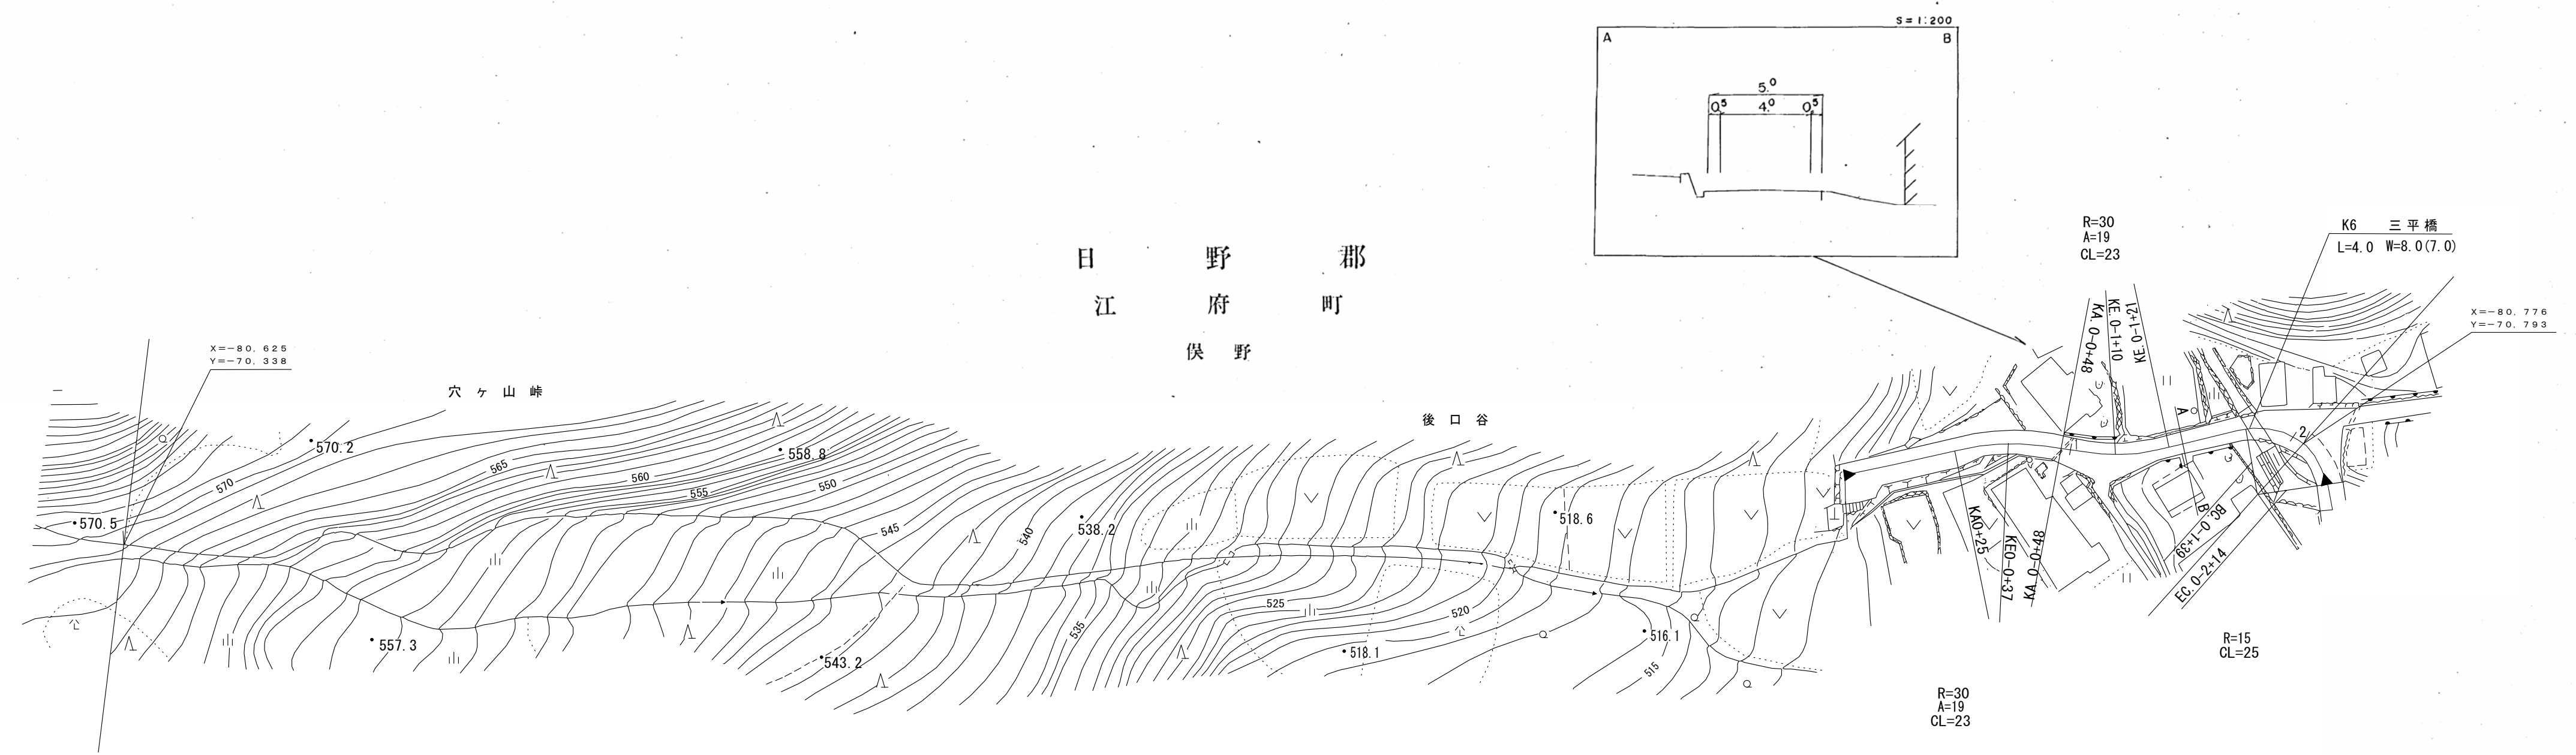 S=1:200
A B
5.0
0.5 4.0 0.5
日野郡
江府町
俣野
R=30
A=19
CL=23
K6 三平橋
L=4.0 W=8.0(7.0)
X=-80, 776
Y=-70, 793
X=-80, 625
Y=-70, 338
穴ヶ山峠
後口谷
KA. 0-0+48
KE. 0-1+10
KE. 0-1+21
570.2
558.8
570
565
560
555
550
545
540
535
570.5
538.2
518.6
557.3
543.2
525
520
518.1
516.1
515
A
2
B
KA0+25
KE0-0+37
KA. 0-0+48
BC. 0-1+39
EC. 0-2+14
R=15
CL=25
R=30
A=19
CL=23